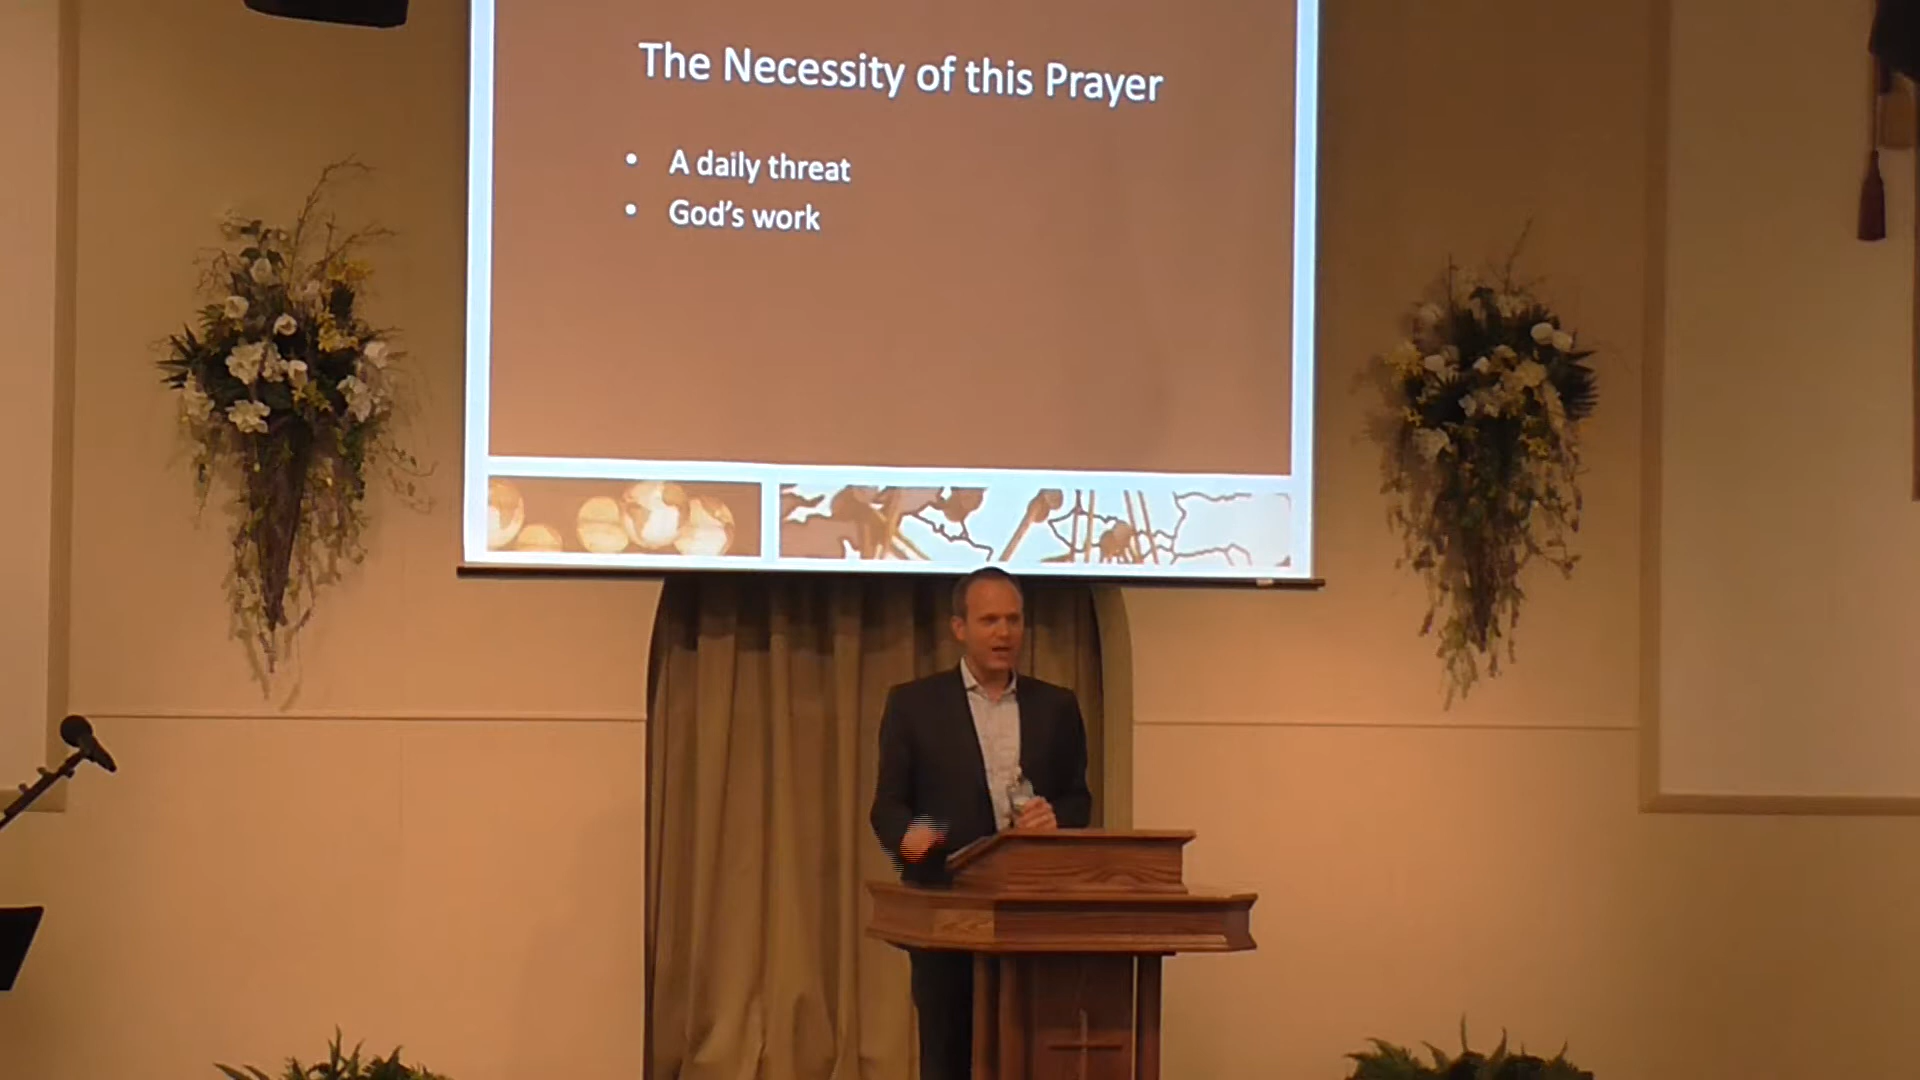 The Necessity of this Prayer
• A daily threat
• God's work